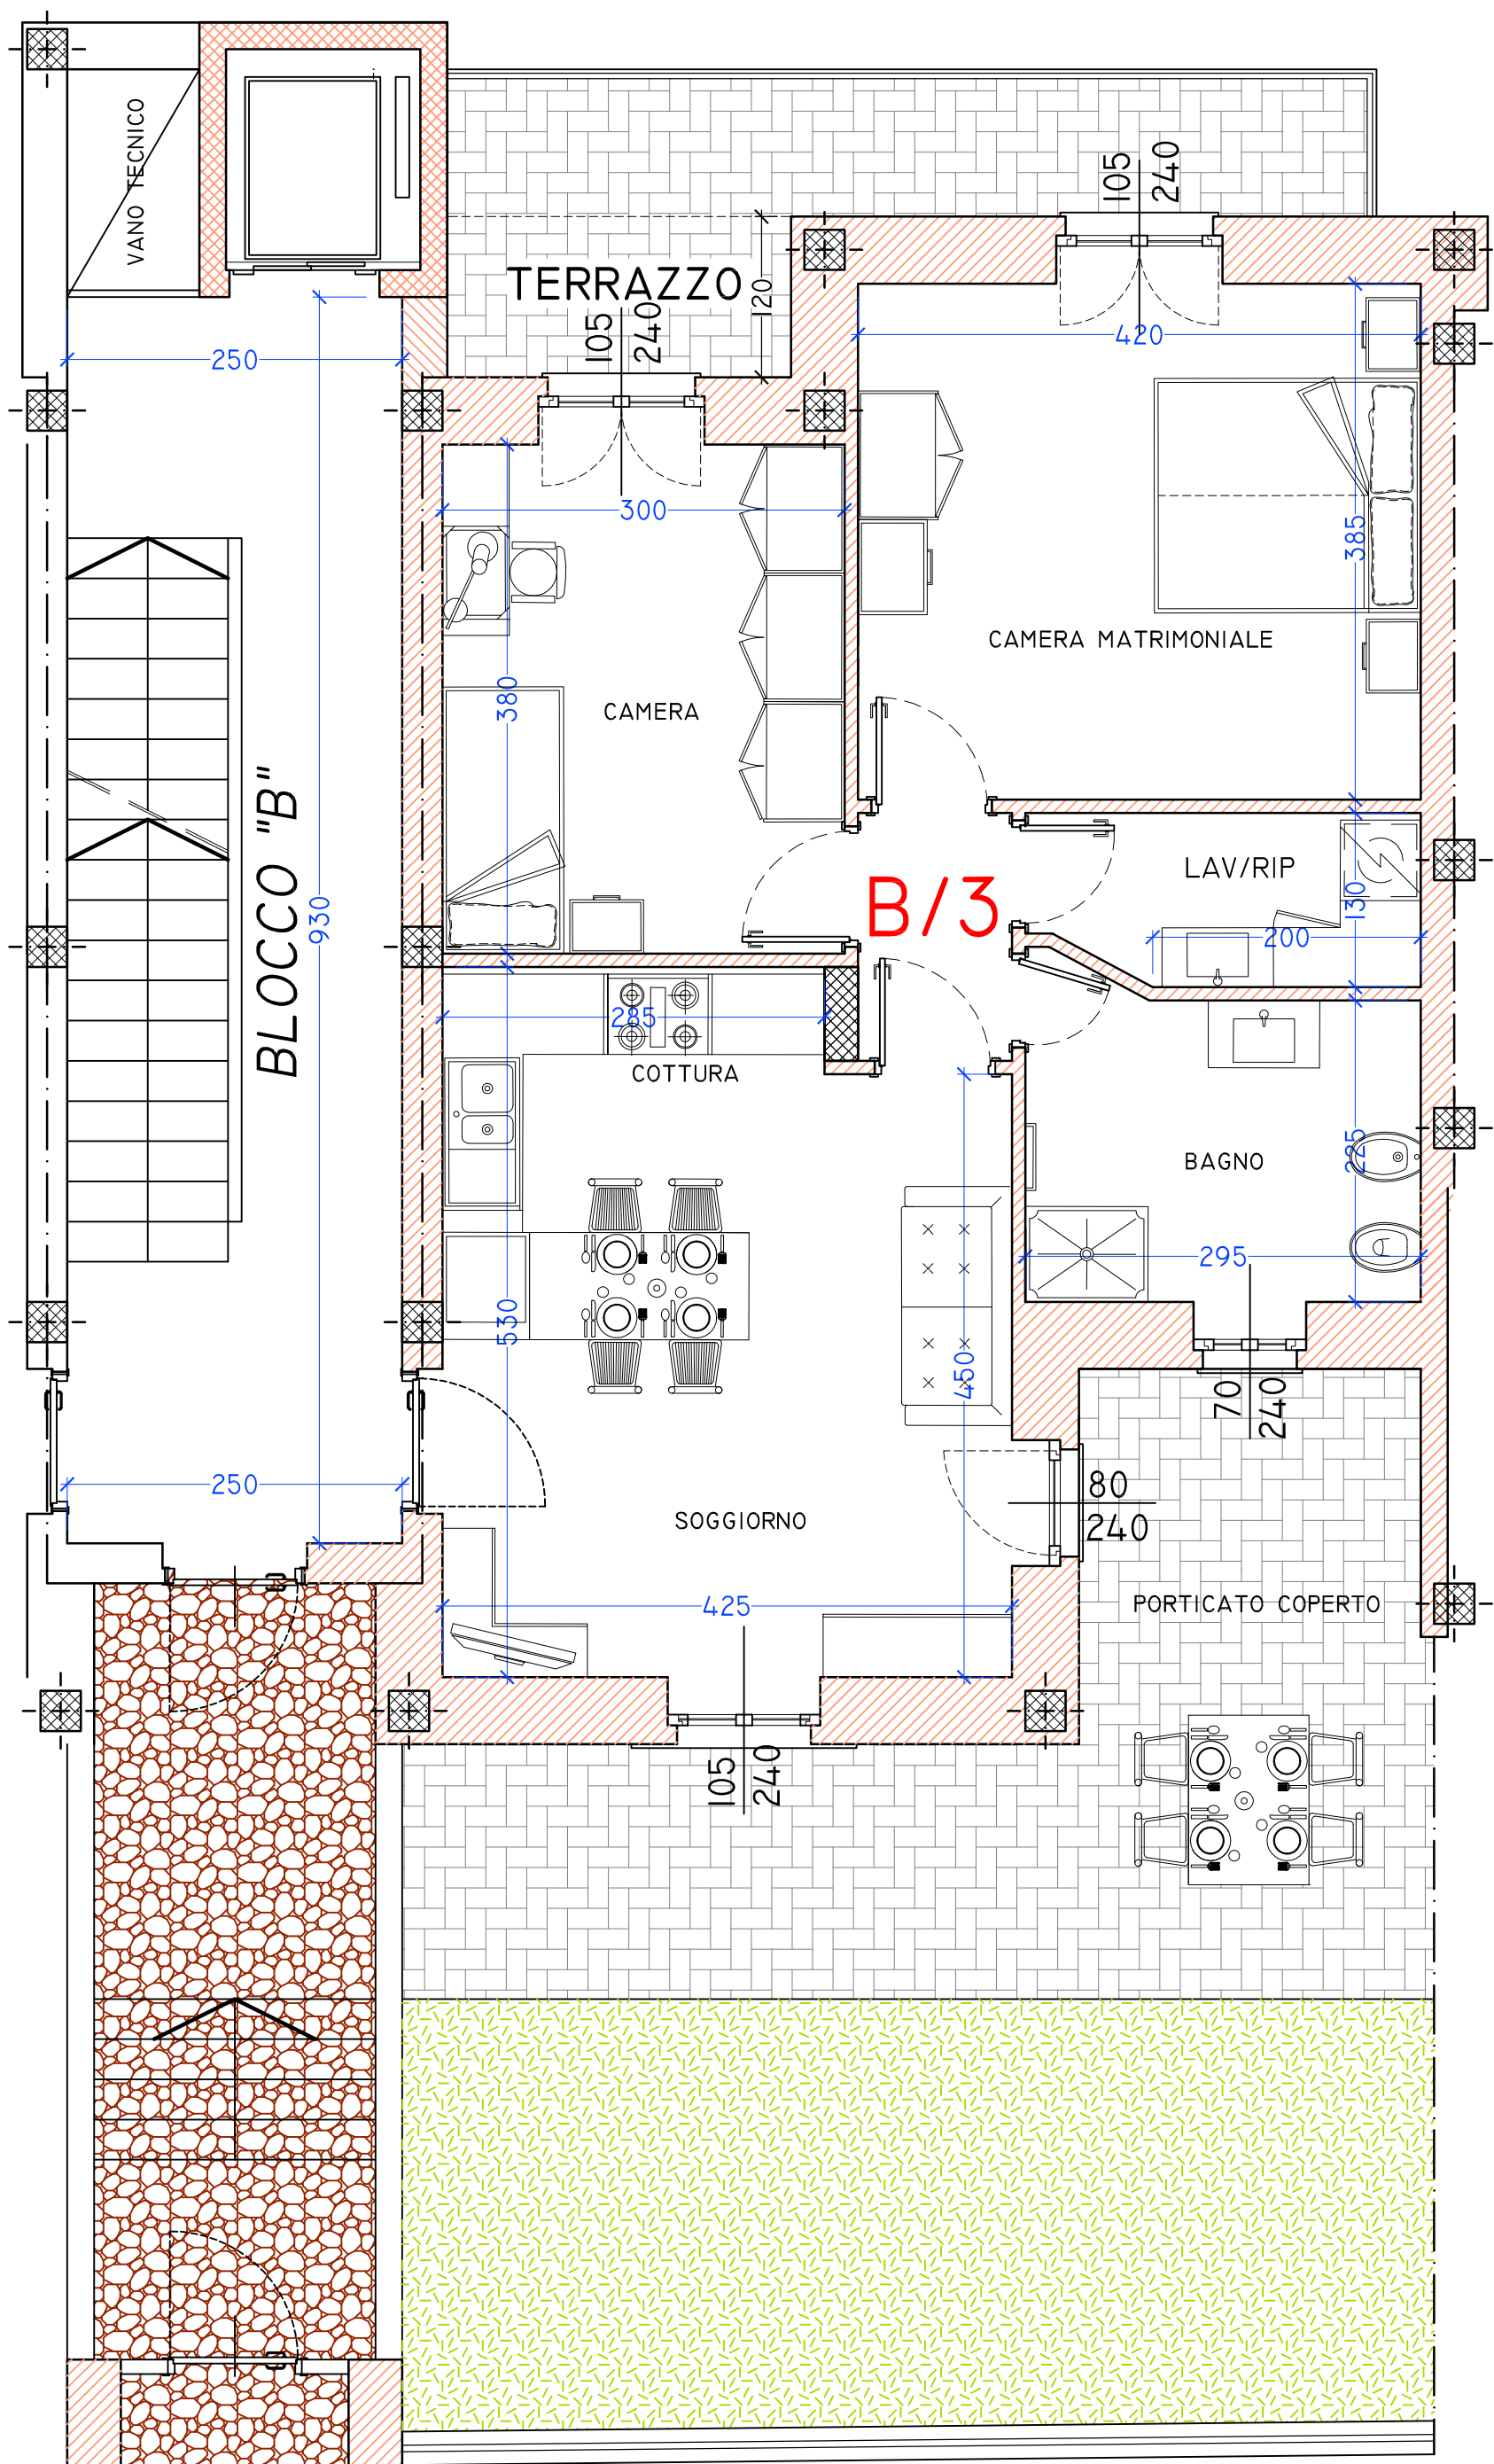 VANO TECNICO
105
240
TERRAZZO
120
105
240
250
420
300
385
CAMERA MATRIMONIALE
380
CAMERA
BLOCCO "B"
930
B/3
LAV/RIP
130
200
285
COTTURA
225
BAGNO
295
530
450
70
240
250
80
240
SOGGIORNO
425
PORTICATO COPERTO
105
240